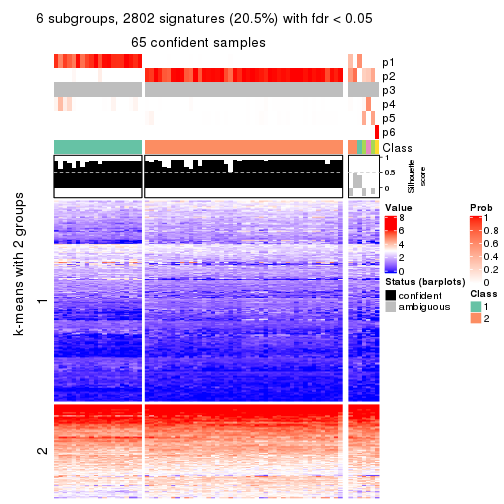 6 subgroups, 2802 signatures (20.5%) with fdr < 0.05
65 confident samples
p1
p2
p3
p4
p5
p6
Class
1
0.5
0
Silhouette
score
k-means with 2 groups
1
2
Value
8
6
4
2
0
Prob
1
0.8
0.6
0.4
0.2
0
Status (barplots)
confident
ambiguous
Class
1
2